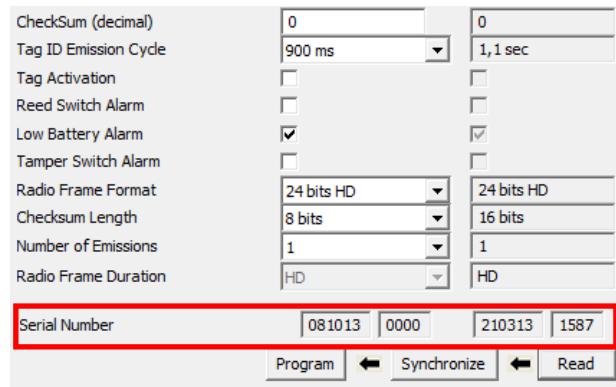 CheckSum (decimal) 0 0
Tag ID Emission Cycle 900 ms 1,1 sec
Tag Activation
Reed Switch Alarm
Low Battery Alarm
Tamper Switch Alarm
Radio Frame Format 24 bits HD 24 bits HD
Checksum Length 8 bits 16 bits
Number of Emissions 1 1
Radio Frame Duration HD HD
Serial Number 081013 0000 210313 1587
Program Synchronize Read